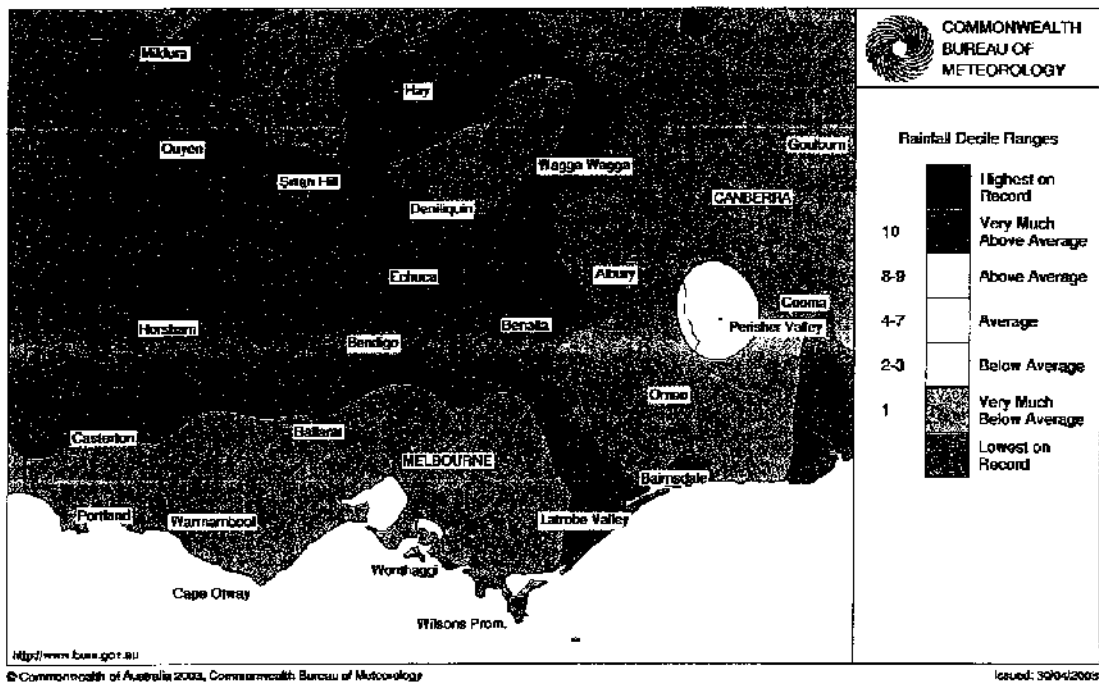 COMMONWEALTH
BUREAU OF
METEOROLOGY
Mildura
Hay
Ouyen
Goulburn
Rainfall Decile Ranges
Wagga Wagga
Swan Hill
Highest on
Record
CANBERRA
Deniliquin
10
Very Much
Above Average
Echuca
Albury
8-9
Above Average
Cooma
Horsham
Benalla
Perisher Valley
4-7
Average
Bendigo
2-3
Below Average
Omeo
1
Very Much
Below Average
Casterton
Ballarat
MELBOURNE
Lowest on
Record
Bairnsdale
Portland
Warrnambool
Latrobe Valley
Wonthaggi
Cape Otway
Wilsons Prom.
http://www.bom.gov.au
© Commonwealth of Australia 2003, Commonwealth Bureau of Meteorology
Issued: 30/04/2003